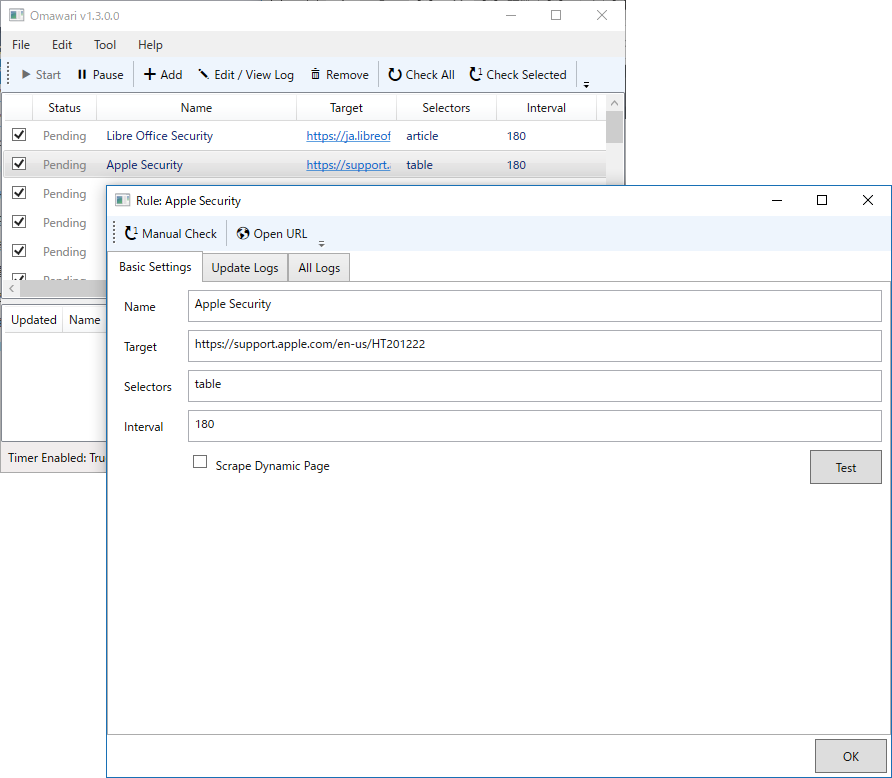 Omawari v1.3.0.0
File Edit Tool Help
Start Pause Add Edit / View Log Remove Check All Check Selected
Status Name Target Selectors Interval
Pending Libre Office Security https://ja.libreof article 180
Pending Apple Security https://support. table 180
Pending
Pending
Pending
Pending
Updated Name
Timer Enabled: Tru
Rule: Apple Security
Manual Check Open URL
Basic Settings Update Logs All Logs
Name Apple Security
Target https://support.apple.com/en-us/HT201222
Selectors table
Interval 180
Scrape Dynamic Page Test
OK